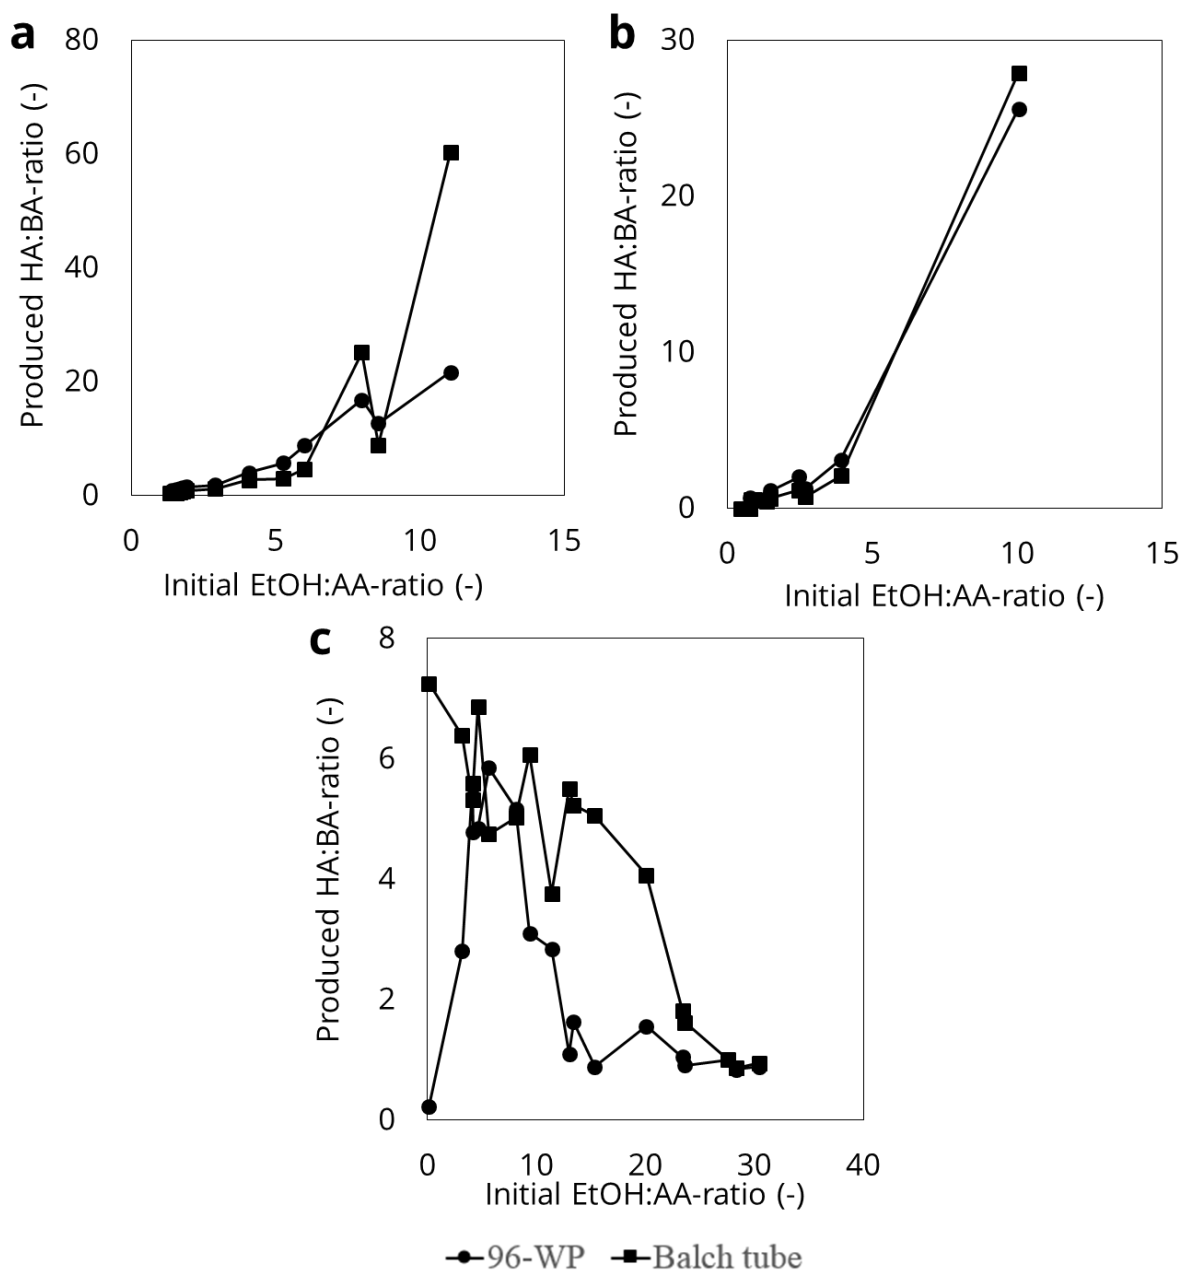 a
80
60
40
20
0
Produced HA:BA-ratio (-)
0 5 10 15
Initial EtOH:AA-ratio (-)
b
30
20
10
0
Produced HA:BA-ratio (-)
0 5 10 15
Initial EtOH:AA-ratio (-)
c
8
6
4
2
0
Produced HA:BA-ratio (-)
0 10 20 30 40
Initial EtOH:AA-ratio (-)
96-WP Balch tube